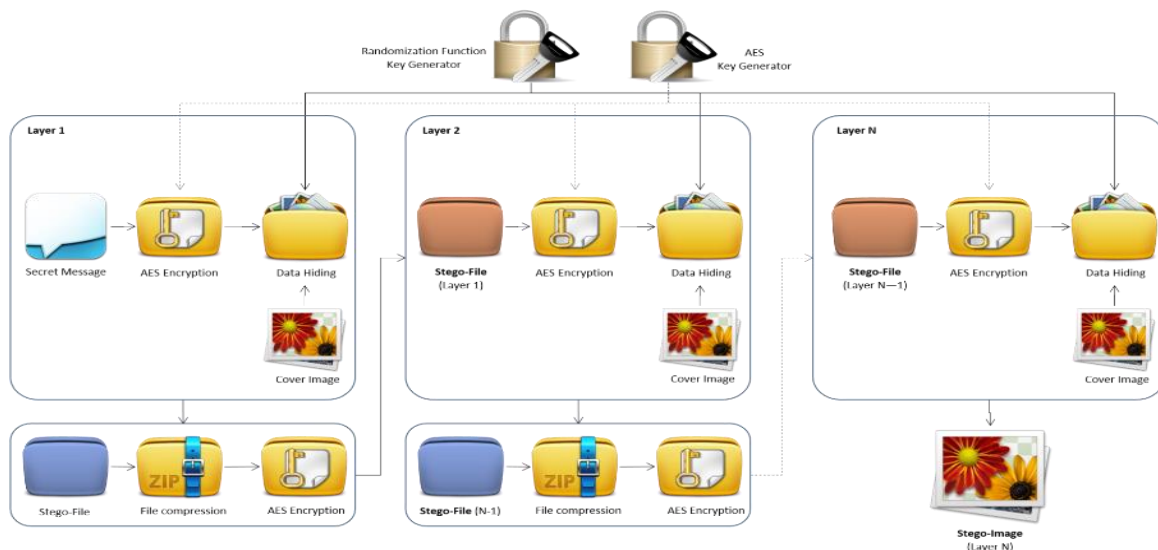 Randomization Function
Key Generator
AES
Key Generator
Layer 1
Secret Message
AES Encryption
Data Hiding
Cover Image
Layer 2
Stego-File
(Layer 1)
AES Encryption
Data Hiding
Cover Image
Layer N
Stego-File
(Layer N—1)
AES Encryption
Data Hiding
Cover Image
Stego-File
ZIP
File compression
AES Encryption
Stego-File (N-1)
ZIP
File compression
AES Encryption
Stego-Image
(Layer N)